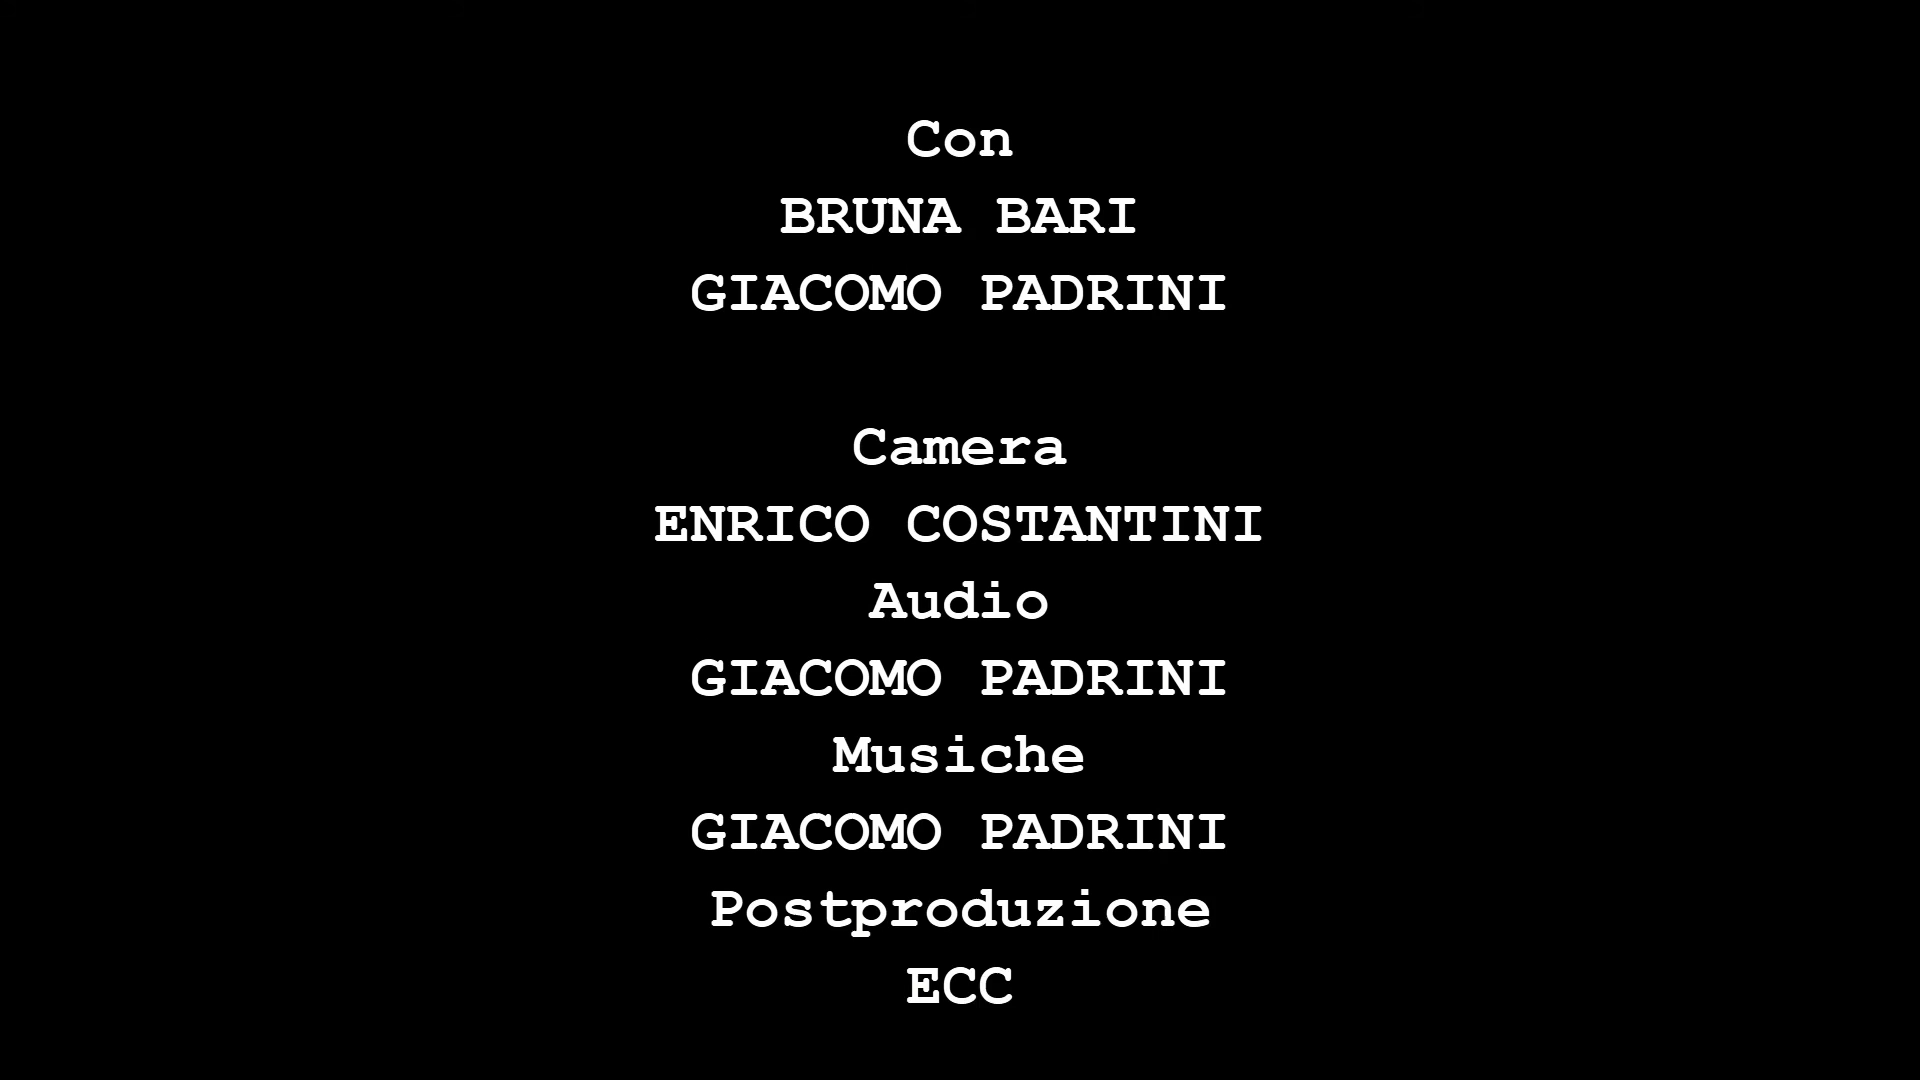 Con
BRUNA BARI
GIACOMO PADRINI
Camera
ENRICO COSTANTINI
Audio
GIACOMO PADRINI
Musiche
GIACOMO PADRINI
Postproduzione
ECC